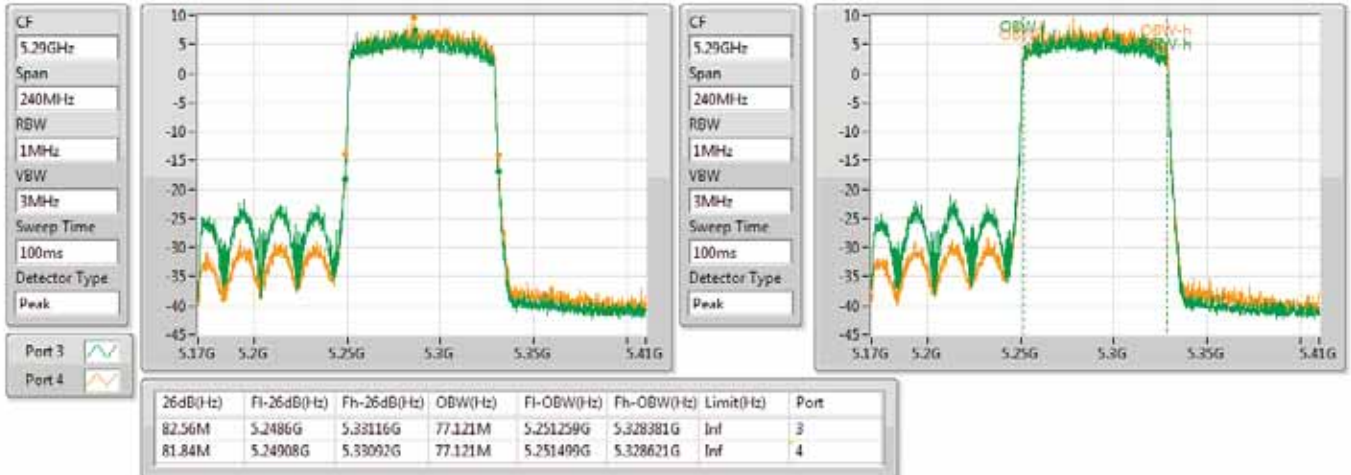 CF
5.29GHz
Span
240MHz
RBW
1MHz
VBW
3MHz
Sweep Time
100ms
Detector Type
Peak
Port 3
Port 4
10
5
0
-5
-10
-15
-20
-25
-30
-35
-40
-45
5.17G 5.2G 5.25G 5.3G 5.35G 5.41G
CF
5.29GHz
Span
240MHz
RBW
1MHz
VBW
3MHz
Sweep Time
100ms
Detector Type
Peak
10
5
0
-5
-10
-15
-20
-25
-30
-35
-40
-45
OBW-h
OBW-h
5.17G 5.2G 5.25G 5.3G 5.35G 5.41G
26dB(Hz) Fl-26dB(Hz) Fh-26dB(Hz) OBW(Hz) Fl-OBW(Hz) Fh-OBW(Hz) Limit(Hz) Port
82.56M 5.2486G 5.33116G 77.121M 5.251259G 5.328381G Inf 3
81.84M 5.24908G 5.33092G 77.121M 5.251499G 5.328621G Inf 4